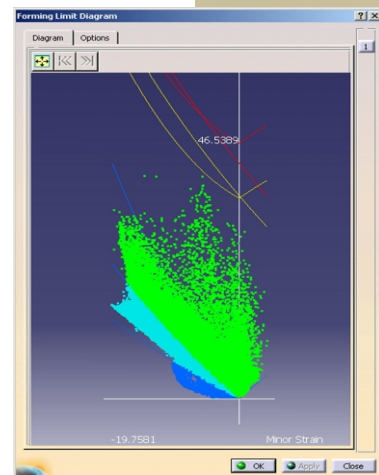 Forming Limit Diagram
Diagram Options
1
46.5389
-19.7581 Minor Strain
OK Apply Close